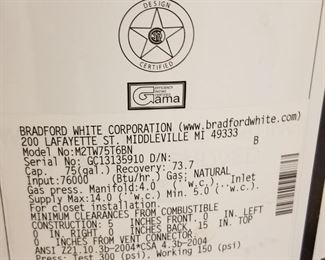 DESIGN
CERTIFIED
gama
BRADFORD WHITE CORPORATION (www.bradfordwhite.com)
200 LAFAYETTE ST. MIDDLEVILLE MI 49333
Model No:M2TW75T6BN B
Serial No: GC13135910 D/N:
Cap. 75(gal.) Recovery: 73.7
Input:76000 (Btu/hr) Gas: NATURAL
Gas press. Manifold:4.0 (''w.c.) Inlet
Supply Max:14.0 (''w.c.) Min. 5.0 (''w.c.)
For closet installation.
MINIMUM CLEARANCES FROM COMBUSTIBLE
CONSTRUCTION: 5 INCHES FRONT, 0 IN. LEFT
0 IN. RIGHT, 0 INCHES BACK 15 IN. TOP
0 INCHES FROM VENT CONNECTOR.
ANSI Z21.10.3b-2004•CSA 4.3b-2004
Press: Test 300 (psi), Working 150 (psi)